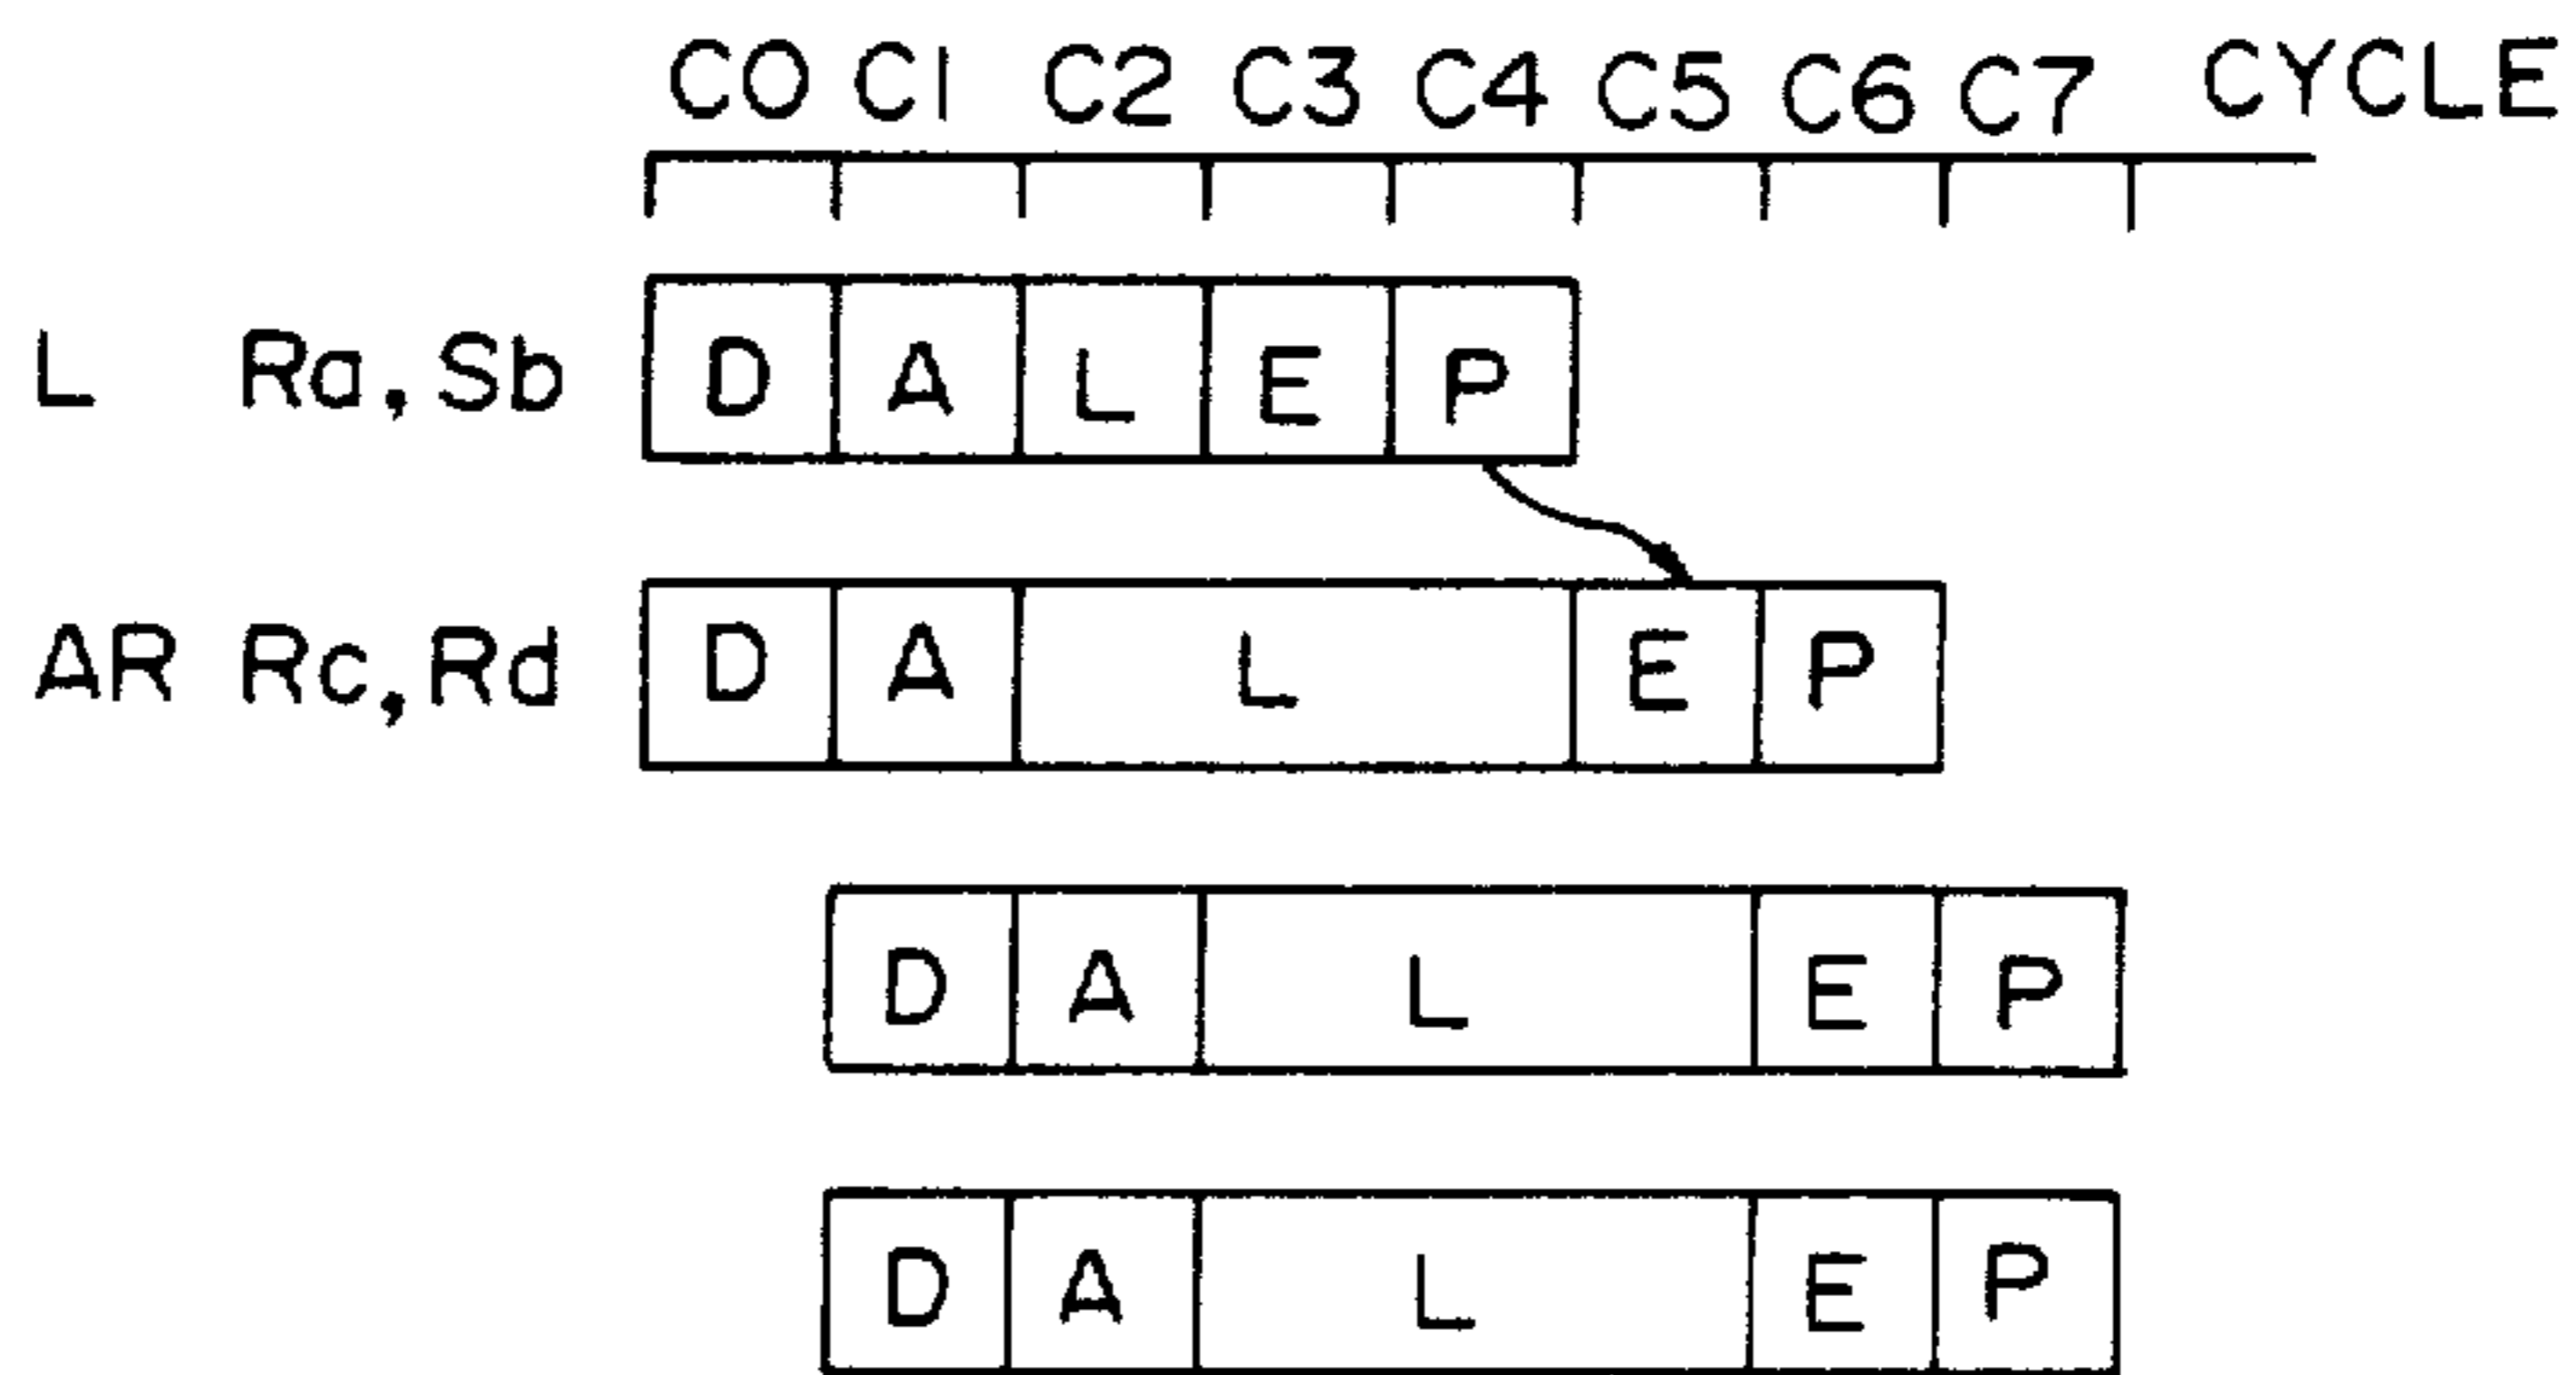 C0 C1 C2 C3 C4 C5 C6 C7 CYCLE
L Ra,Sb D A L E P
AR Rc,Rd D A L E P
D A L E P
D A L E P